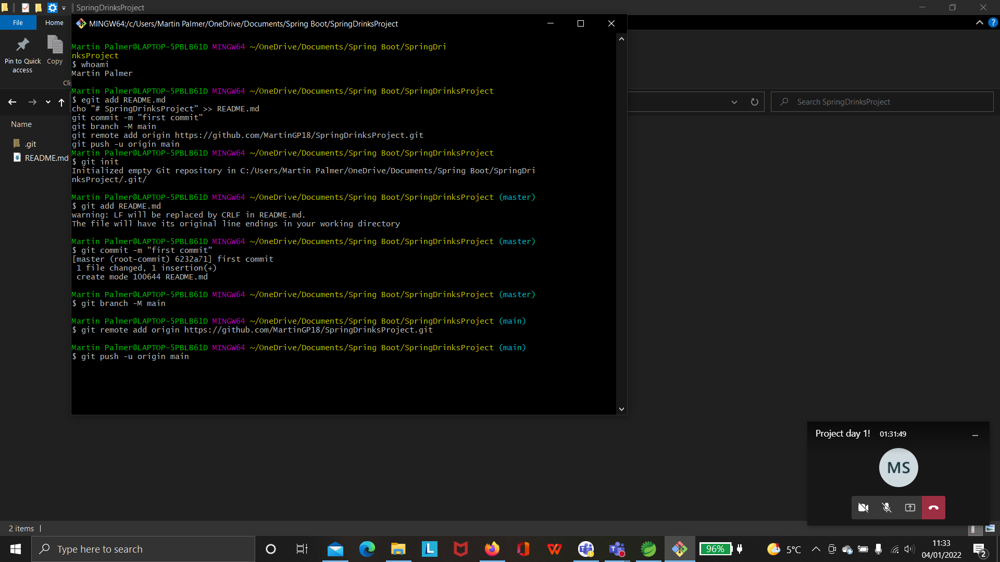 SpringDrinksProject
File
Home
MINGW64:/c/Users/Martin Palmer/OneDrive/Documents/Spring Boot/SpringDrinksProject
Pin to Quick
access
Copy
Cli
Search SpringDrinksProject
Name
.git
README.md
Martin Palmer@LAPTOP-5PBLB61D MINGW64 ~/OneDrive/Documents/Spring Boot/SpringDri
nksProject
$ whoami
Martin Palmer
Martin Palmer@LAPTOP-5PBLB61D MINGW64 ~/OneDrive/Documents/Spring Boot/SpringDrinksProject
$ egit add README.md
cho "# SpringDrinksProject" >> README.md
git commit -m "first commit"
git branch -M main
git remote add origin https://github.com/MartinGP18/SpringDrinksProject.git
git push -u origin main
Martin Palmer@LAPTOP-5PBLB61D MINGW64 ~/OneDrive/Documents/Spring Boot/SpringDrinksProject
$ git init
Initialized empty Git repository in C:/Users/Martin Palmer/OneDrive/Documents/Spring Boot/SpringDri
nksProject/.git/
Martin Palmer@LAPTOP-5PBLB61D MINGW64 ~/OneDrive/Documents/Spring Boot/SpringDrinksProject (master)
$ git add README.md
warning: LF will be replaced by CRLF in README.md.
The file will have its original line endings in your working directory
Martin Palmer@LAPTOP-5PBLB61D MINGW64 ~/OneDrive/Documents/Spring Boot/SpringDrinksProject (master)
$ git commit -m "first commit"
[master (root-commit) 6232a71] first commit
1 file changed, 1 insertion(+)
create mode 100644 README.md
Martin Palmer@LAPTOP-5PBLB61D MINGW64 ~/OneDrive/Documents/Spring Boot/SpringDrinksProject (master)
$ git branch -M main
Martin Palmer@LAPTOP-5PBLB61D MINGW64 ~/OneDrive/Documents/Spring Boot/SpringDrinksProject (main)
$ git remote add origin https://github.com/MartinGP18/SpringDrinksProject.git
Martin Palmer@LAPTOP-5PBLB61D MINGW64 ~/OneDrive/Documents/Spring Boot/SpringDrinksProject (main)
$ git push -u origin main
Project day 1! 01:31:49
MS
2 items
Type here to search
L
96%
5°C
11:33
04/01/2022
2